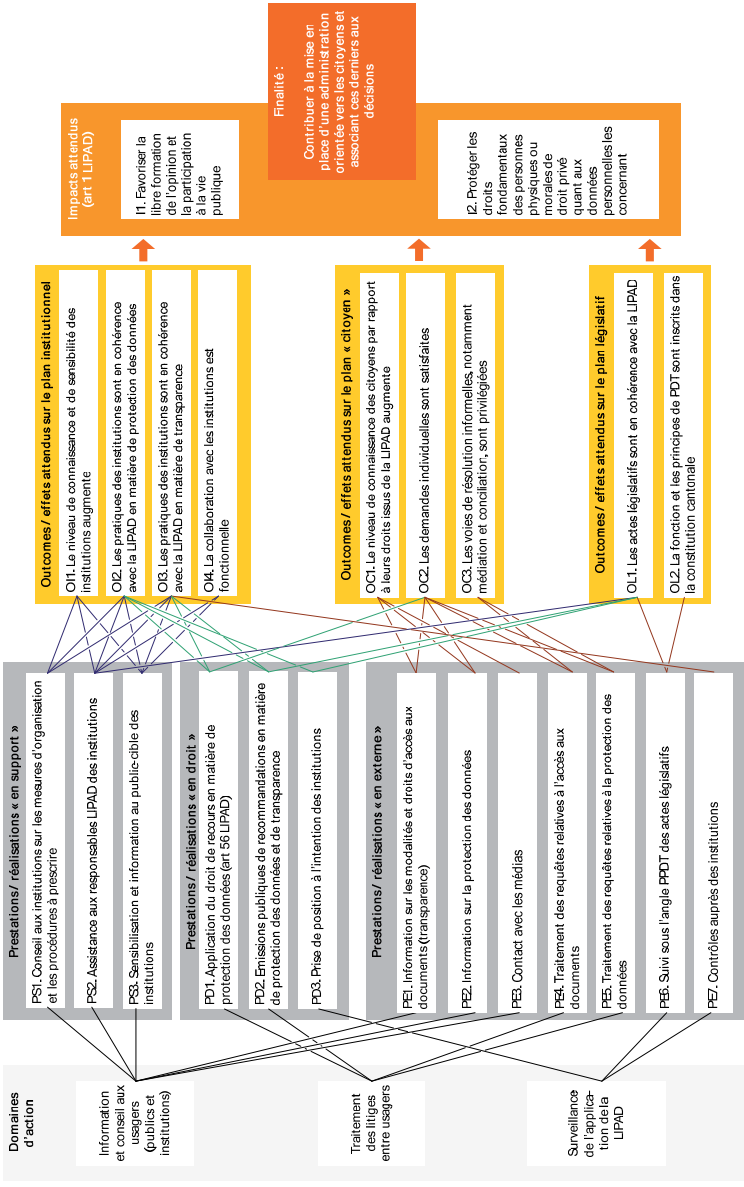 Domaines
d'action
Information
et conseil aux
usagers
(publics et
institutions)
Traitement
des litiges
entre usagers
Surveillance
de l'applica-
tion de la
LIPAD
Prestations / réalisations « en support »
PS1. Conseil aux institutions sur les mesures d'organisation
et les procédures à prescrire
PS2. Assistance aux responsables LIPAD des institutions
PS3. Sensibilisation et information au public-cible des
institutions
Prestations / réalisations « en droit »
PD1. Application du droit de recours en matière de
protection des données (art 56 LIPAD)
PD2. Emissions publiques de recommandations en matière
de protection des données et de transparence
PD3. Prise de position à l'intention des institutions
Prestations / réalisations « en externe »
PE1. Information sur les modalités et droits d'accès aux
documents (transparence)
PE2. Information sur la protection des données
PE3. Contact avec les médias
PE4. Traitement des requêtes relatives à l'accès aux
documents
PE5. Traitement des requêtes relatives à la protection des
données
PE6. Suivi sous l'angle PPDT des actes législatifs
PE7. Contrôles auprès des institutions
Outcomes / effets attendus sur le plan institutionnel
OI1. Le niveau de connaissance et de sensibilité des
institutions augmente
OI2. Les pratiques des institutions sont en cohérence
avec la LIPAD en matière de protection des données
OI3. Les pratiques des institutions sont en cohérence
avec la LIPAD en matière de transparence
OI4. La collaboration avec les institutions est
fonctionnelle
Outcomes / effets attendus sur le plan « citoyen »
OC1. Le niveau de connaissance des citoyens par rapport
à leurs droits issus de la LIPAD augmente
OC2. Les demandes individuelles sont satisfaites
OC3. Les voies de résolution informelles, notamment
médiation et conciliation, sont privilégiées
Outcomes / effets attendus sur le plan législatif
OL1. Les actes législatifs sont en cohérence avec la LIPAD
OL2. La fonction et les principes de PDT sont inscrits dans
la constitution cantonale
Impacts attendus
(art 1 LIPAD)
I1. Favoriser la
libre formation
de l'opinion et
la participation
à la vie
publique
I2. Protéger les
droits
fondamentaux
des personnes
physiques ou
morales de
droit privé
quant aux
données
personnelles les
concernant
Finalité :
Contribuer à la mise en
place d'une administration
orientée vers les citoyens et
associant ces derniers aux
décisions